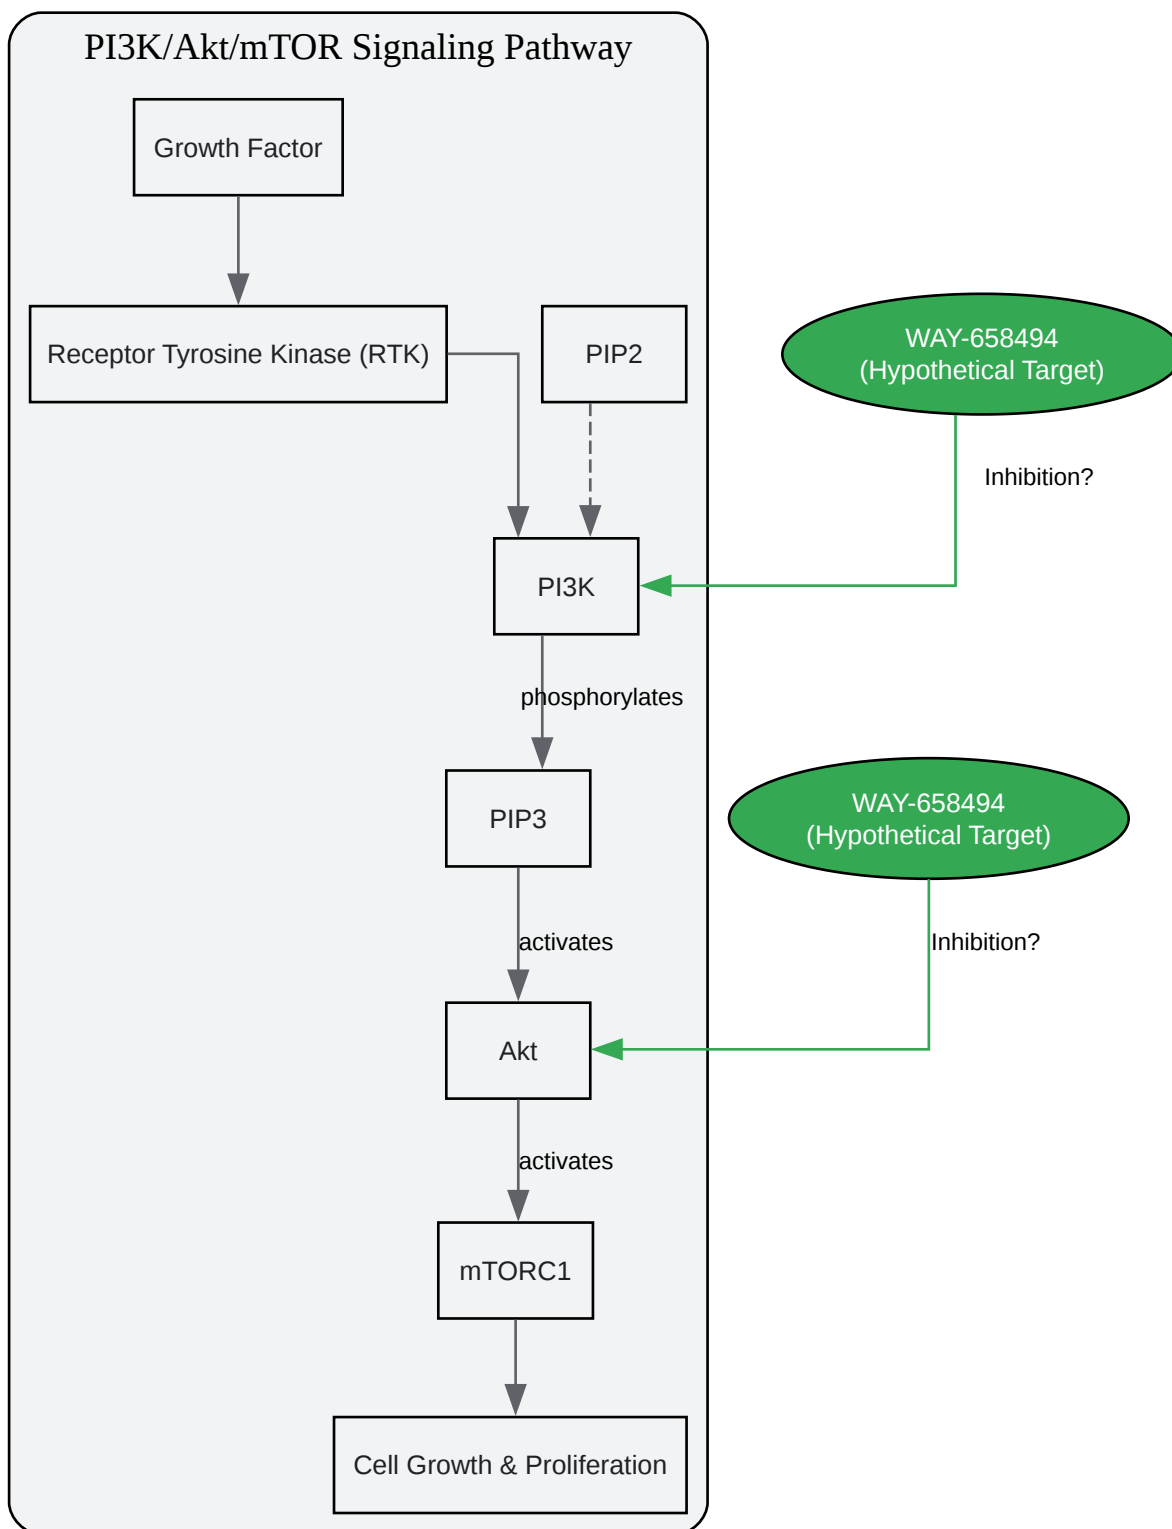 PI3K/Akt/mTOR Signaling Pathway
Growth Factor
Receptor Tyrosine Kinase (RTK)
PIP2
WAY-658494
(Hypothetical Target)
Inhibition?
PI3K
phosphorylates
PIP3
WAY-658494
(Hypothetical Target)
activates
Inhibition?
Akt
activates
mTORC1
Cell Growth & Proliferation